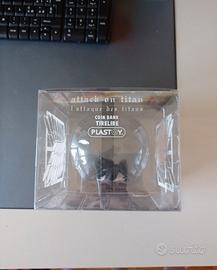 attack on titan
l'attaque des titans
COIN BANK
TIRELIRE
PLASTOY
subito